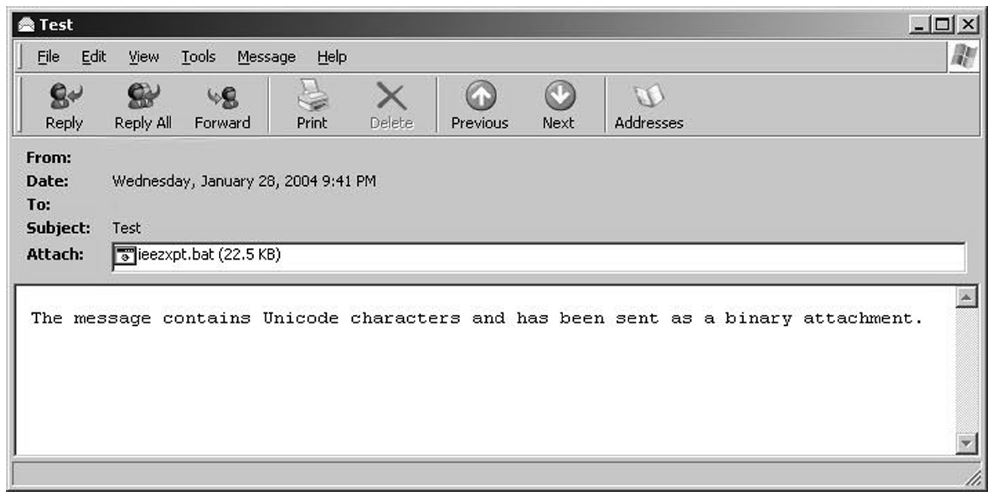 Test
File Edit View Tools Message Help
Reply Reply All Forward Print Delete Previous Next Addresses
From:
Date: Wednesday, January 28, 2004 9:41 PM
To:
Subject: Test
Attach: ieezxpt.bat (22.5 KB)
The message contains Unicode characters and has been sent as a binary attachment.